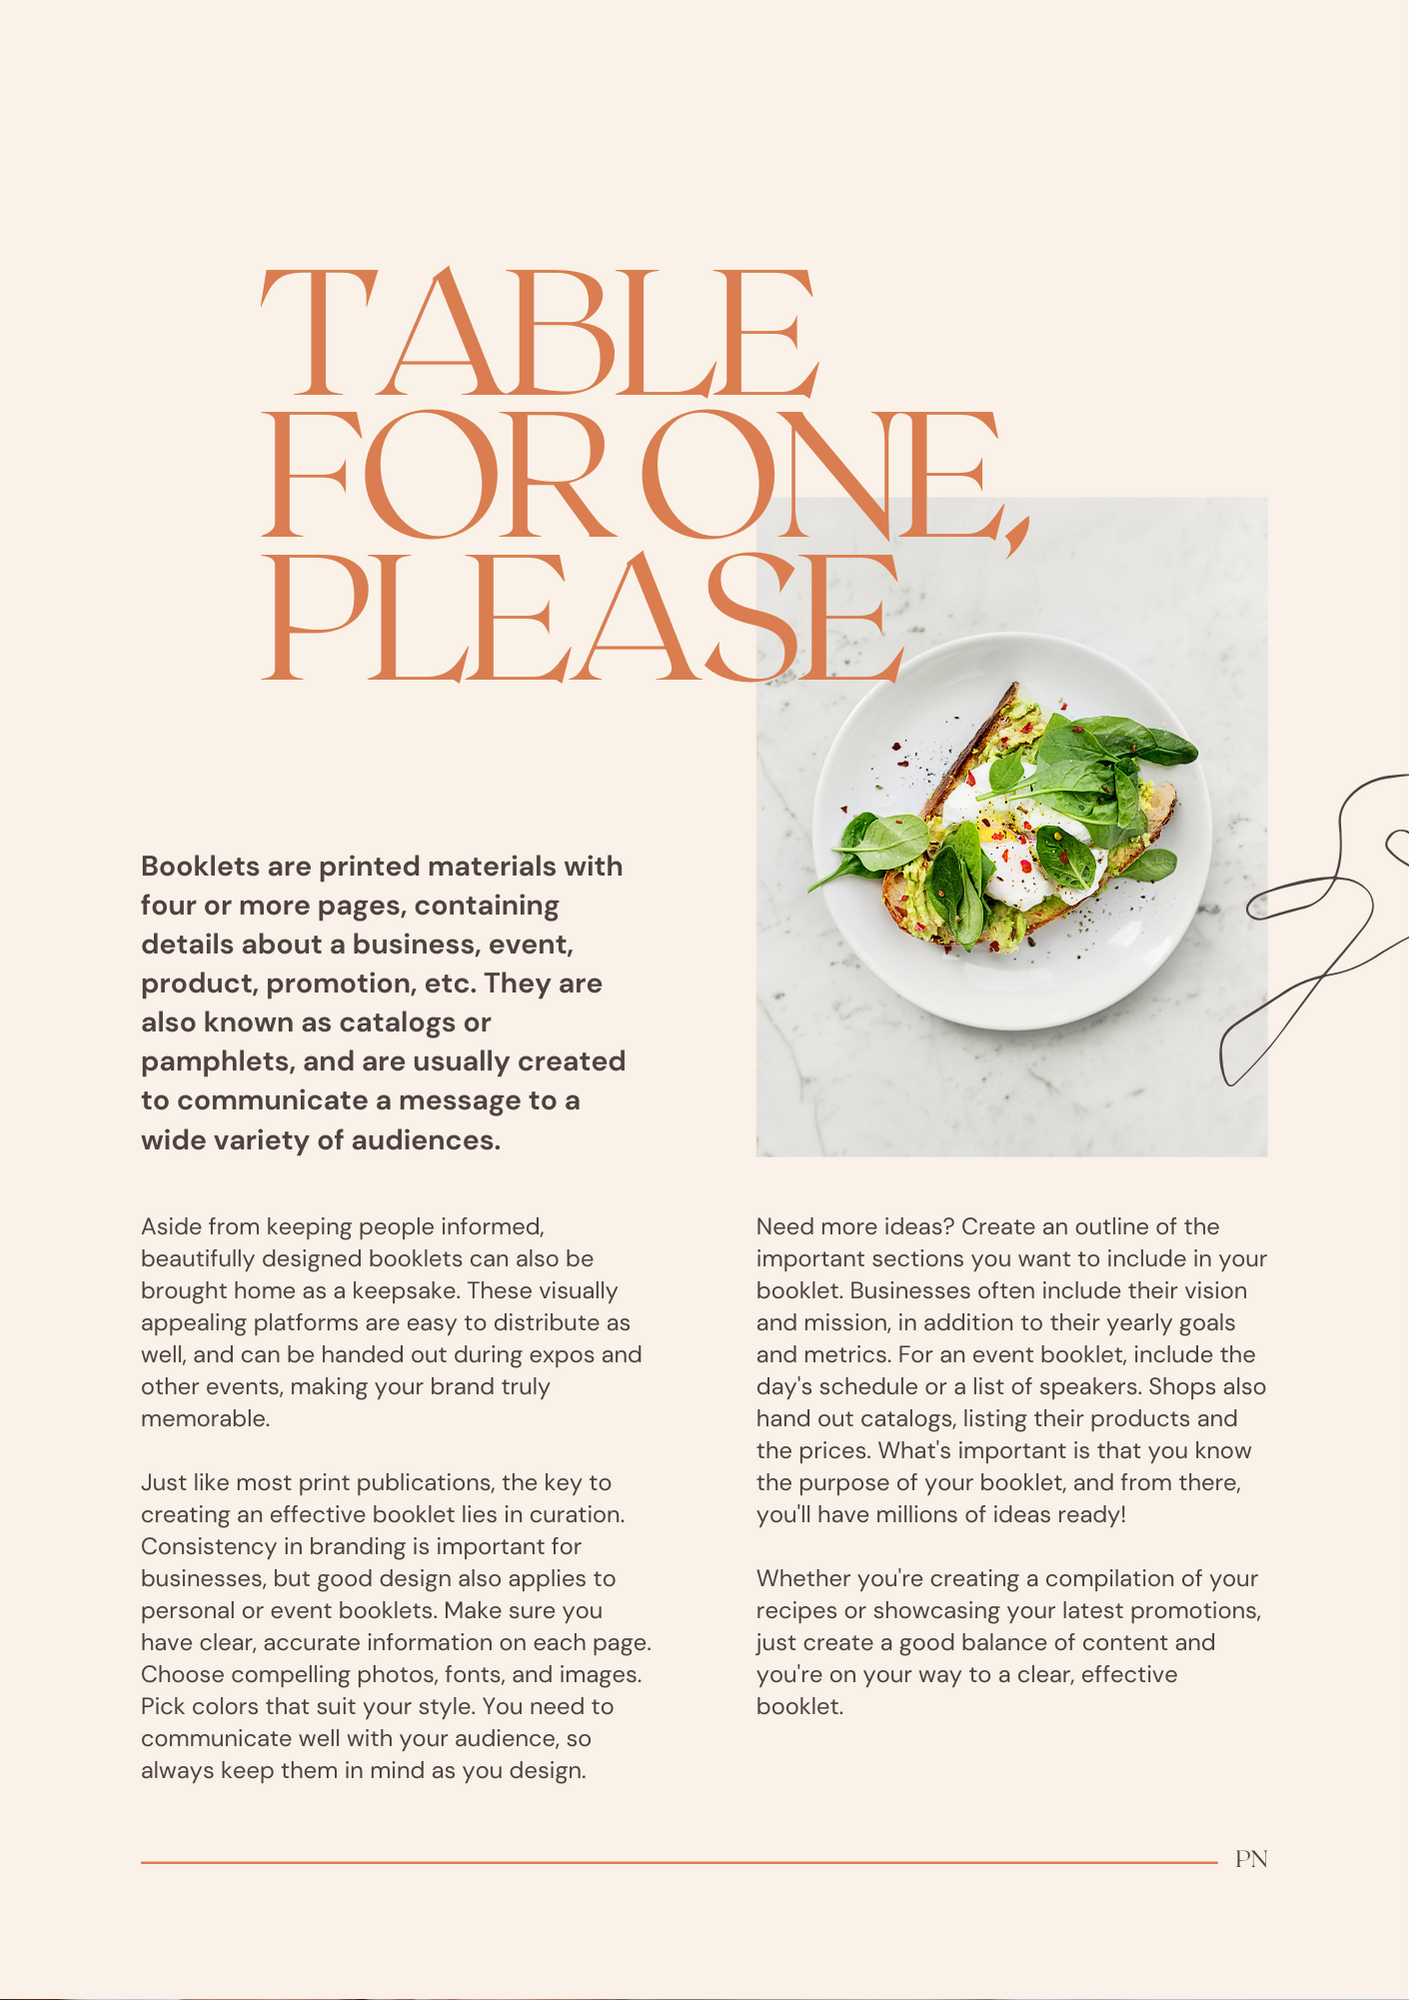 TABLE
FOR ONE,
PLEASE
Booklets are printed materials with
four or more pages, containing
details about a business, event,
product, promotion, etc. They are
also known as catalogs or
pamphlets, and are usually created
to communicate a message to a
wide variety of audiences.
Aside from keeping people informed,
beautifully designed booklets can also be
brought home as a keepsake. These visually
appealing platforms are easy to distribute as
well, and can be handed out during expos and
other events, making your brand truly
memorable.
Just like most print publications, the key to
creating an effective booklet lies in curation.
Consistency in branding is important for
businesses, but good design also applies to
personal or event booklets. Make sure you
have clear, accurate information on each page.
Choose compelling photos, fonts, and images.
Pick colors that suit your style. You need to
communicate well with your audience, so
always keep them in mind as you design.
Need more ideas? Create an outline of the
important sections you want to include in your
booklet. Businesses often include their vision
and mission, in addition to their yearly goals
and metrics. For an event booklet, include the
day's schedule or a list of speakers. Shops also
hand out catalogs, listing their products and
the prices. What's important is that you know
the purpose of your booklet, and from there,
you'll have millions of ideas ready!
Whether you're creating a compilation of your
recipes or showcasing your latest promotions,
just create a good balance of content and
you're on your way to a clear, effective
booklet.
PN